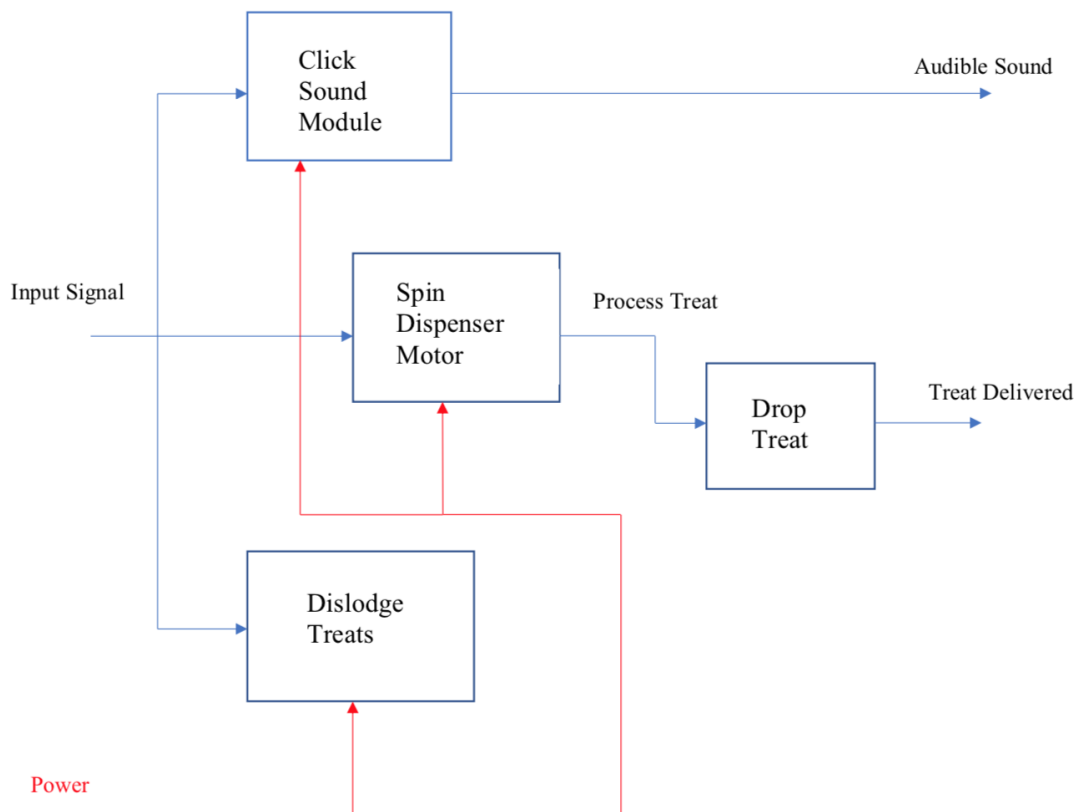 Click
Sound
Module
Audible Sound
Input Signal
Spin
Dispenser
Motor
Process Treat
Drop
Treat
Treat Delivered
Dislodge
Treats
Power